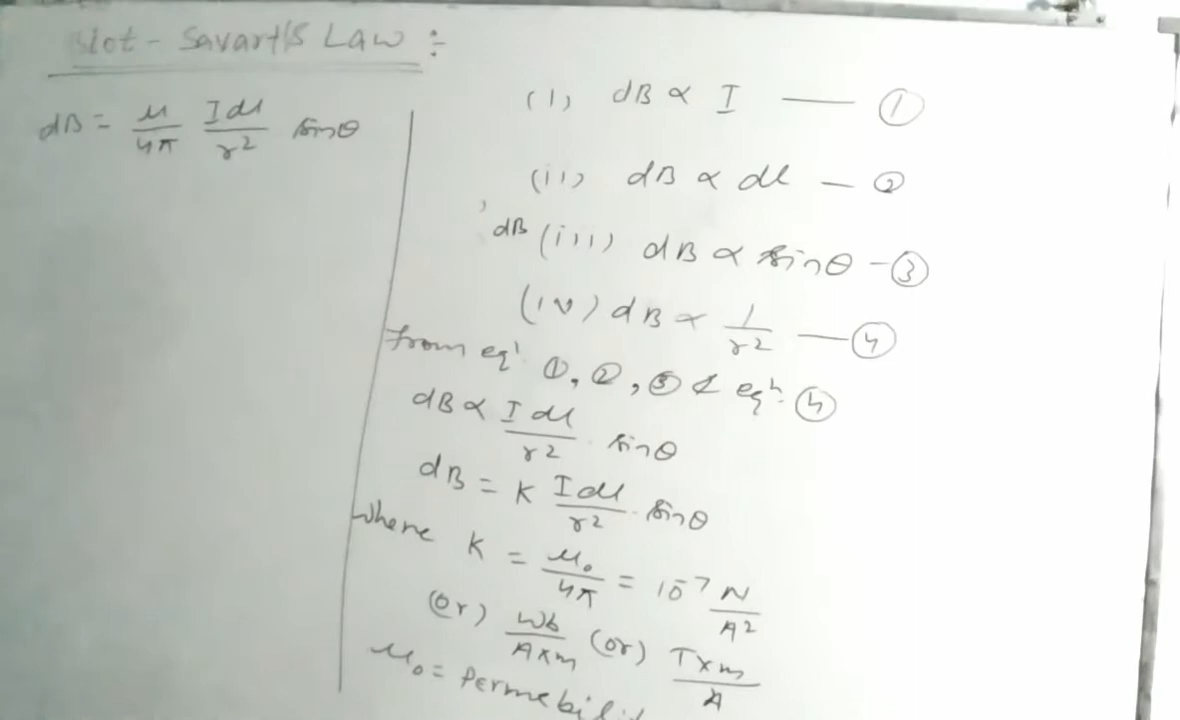 Slot - Savart's Law :-
dB = μ/4π Idl/r² sinθ
(i) dB ∝ I — ①
(ii) dB ∝ dl — ②
dB (iii) dB ∝ sinθ - ③
(iv) dB ∝ 1/r² — ④
from eqⁿ ①, ②, ③ & eqⁿ. ④
dB ∝ Idl/r² . sinθ
dB = K Idl/r² . sinθ
Where K = μ₀/4π = 10⁻⁷ N/A²
(or) Wb/A×m (or) T×m/A
μ₀ = Permebili